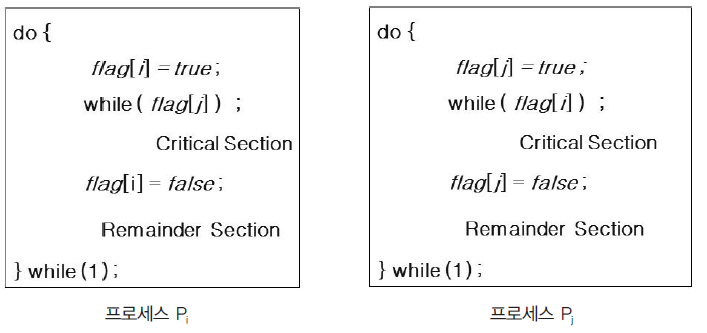 do {
flag[i] = true;
while ( flag[j] ) ;
Critical Section
flag[i] = false;
Remainder Section
} while (1);
프로세스 Pi
do {
flag[j] = true;
while ( flag[i] ) ;
Critical Section
flag[j] = false;
Remainder Section
} while (1);
프로세스 Pj